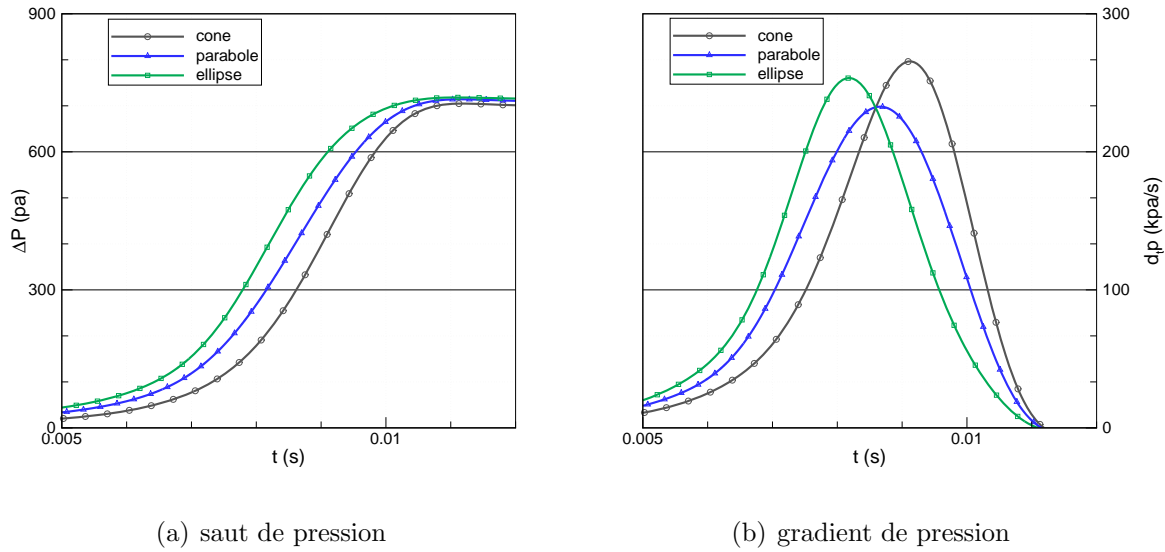 900
600
300
0
ΔP (pa)
cone
parabole
ellipse
0.005
0.01
t (s)
(a) saut de pression
300
200
100
0
dₜp (kpa/s)
cone
parabole
ellipse
0.005
0.01
t (s)
(b) gradient de pression